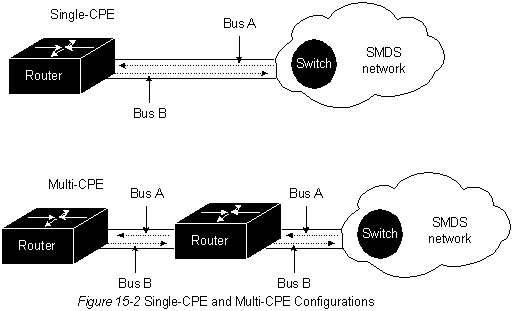 Single-CPE
Bus A
SMDS
network
Switch
Router
Bus B
Multi-CPE
Bus A
Bus A
SMDS
network
Switch
Router
Router
Bus B
Bus B
Figure 15-2 Single-CPE and Multi-CPE Configurations